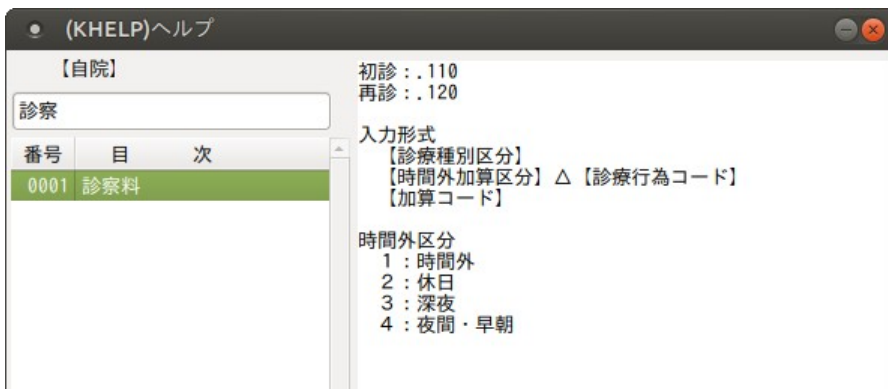 (KHELP)ヘルプ
【自院】
診察
番号 目 次
0001 診察料
初診:.110
再診:.120
入力形式
【診療種別区分】
【時間外加算区分】△【診療行為コード】
【加算コード】
時間外区分
1:時間外
2:休日
3:深夜
4:夜間・早朝